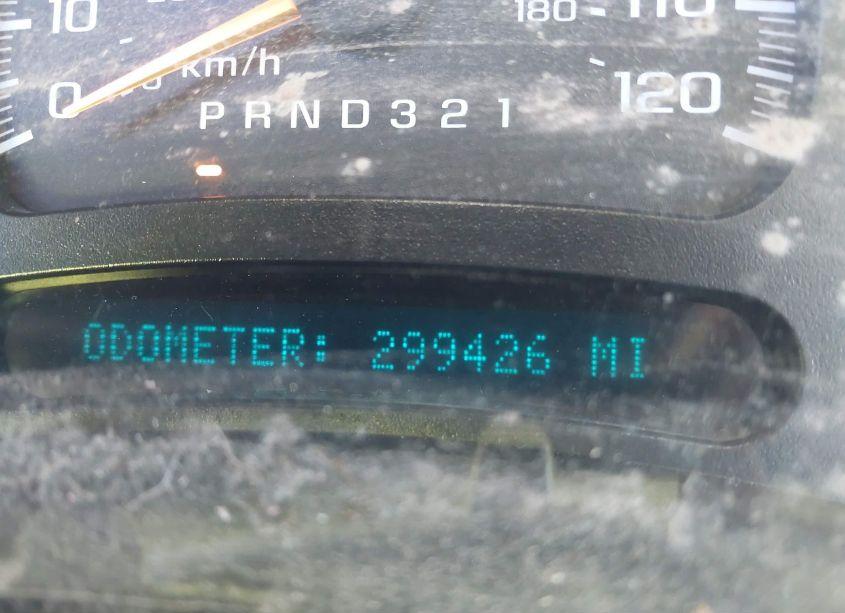 10 180 110
km/h
0 120
PRND321
ODOMETER: 299426 MI